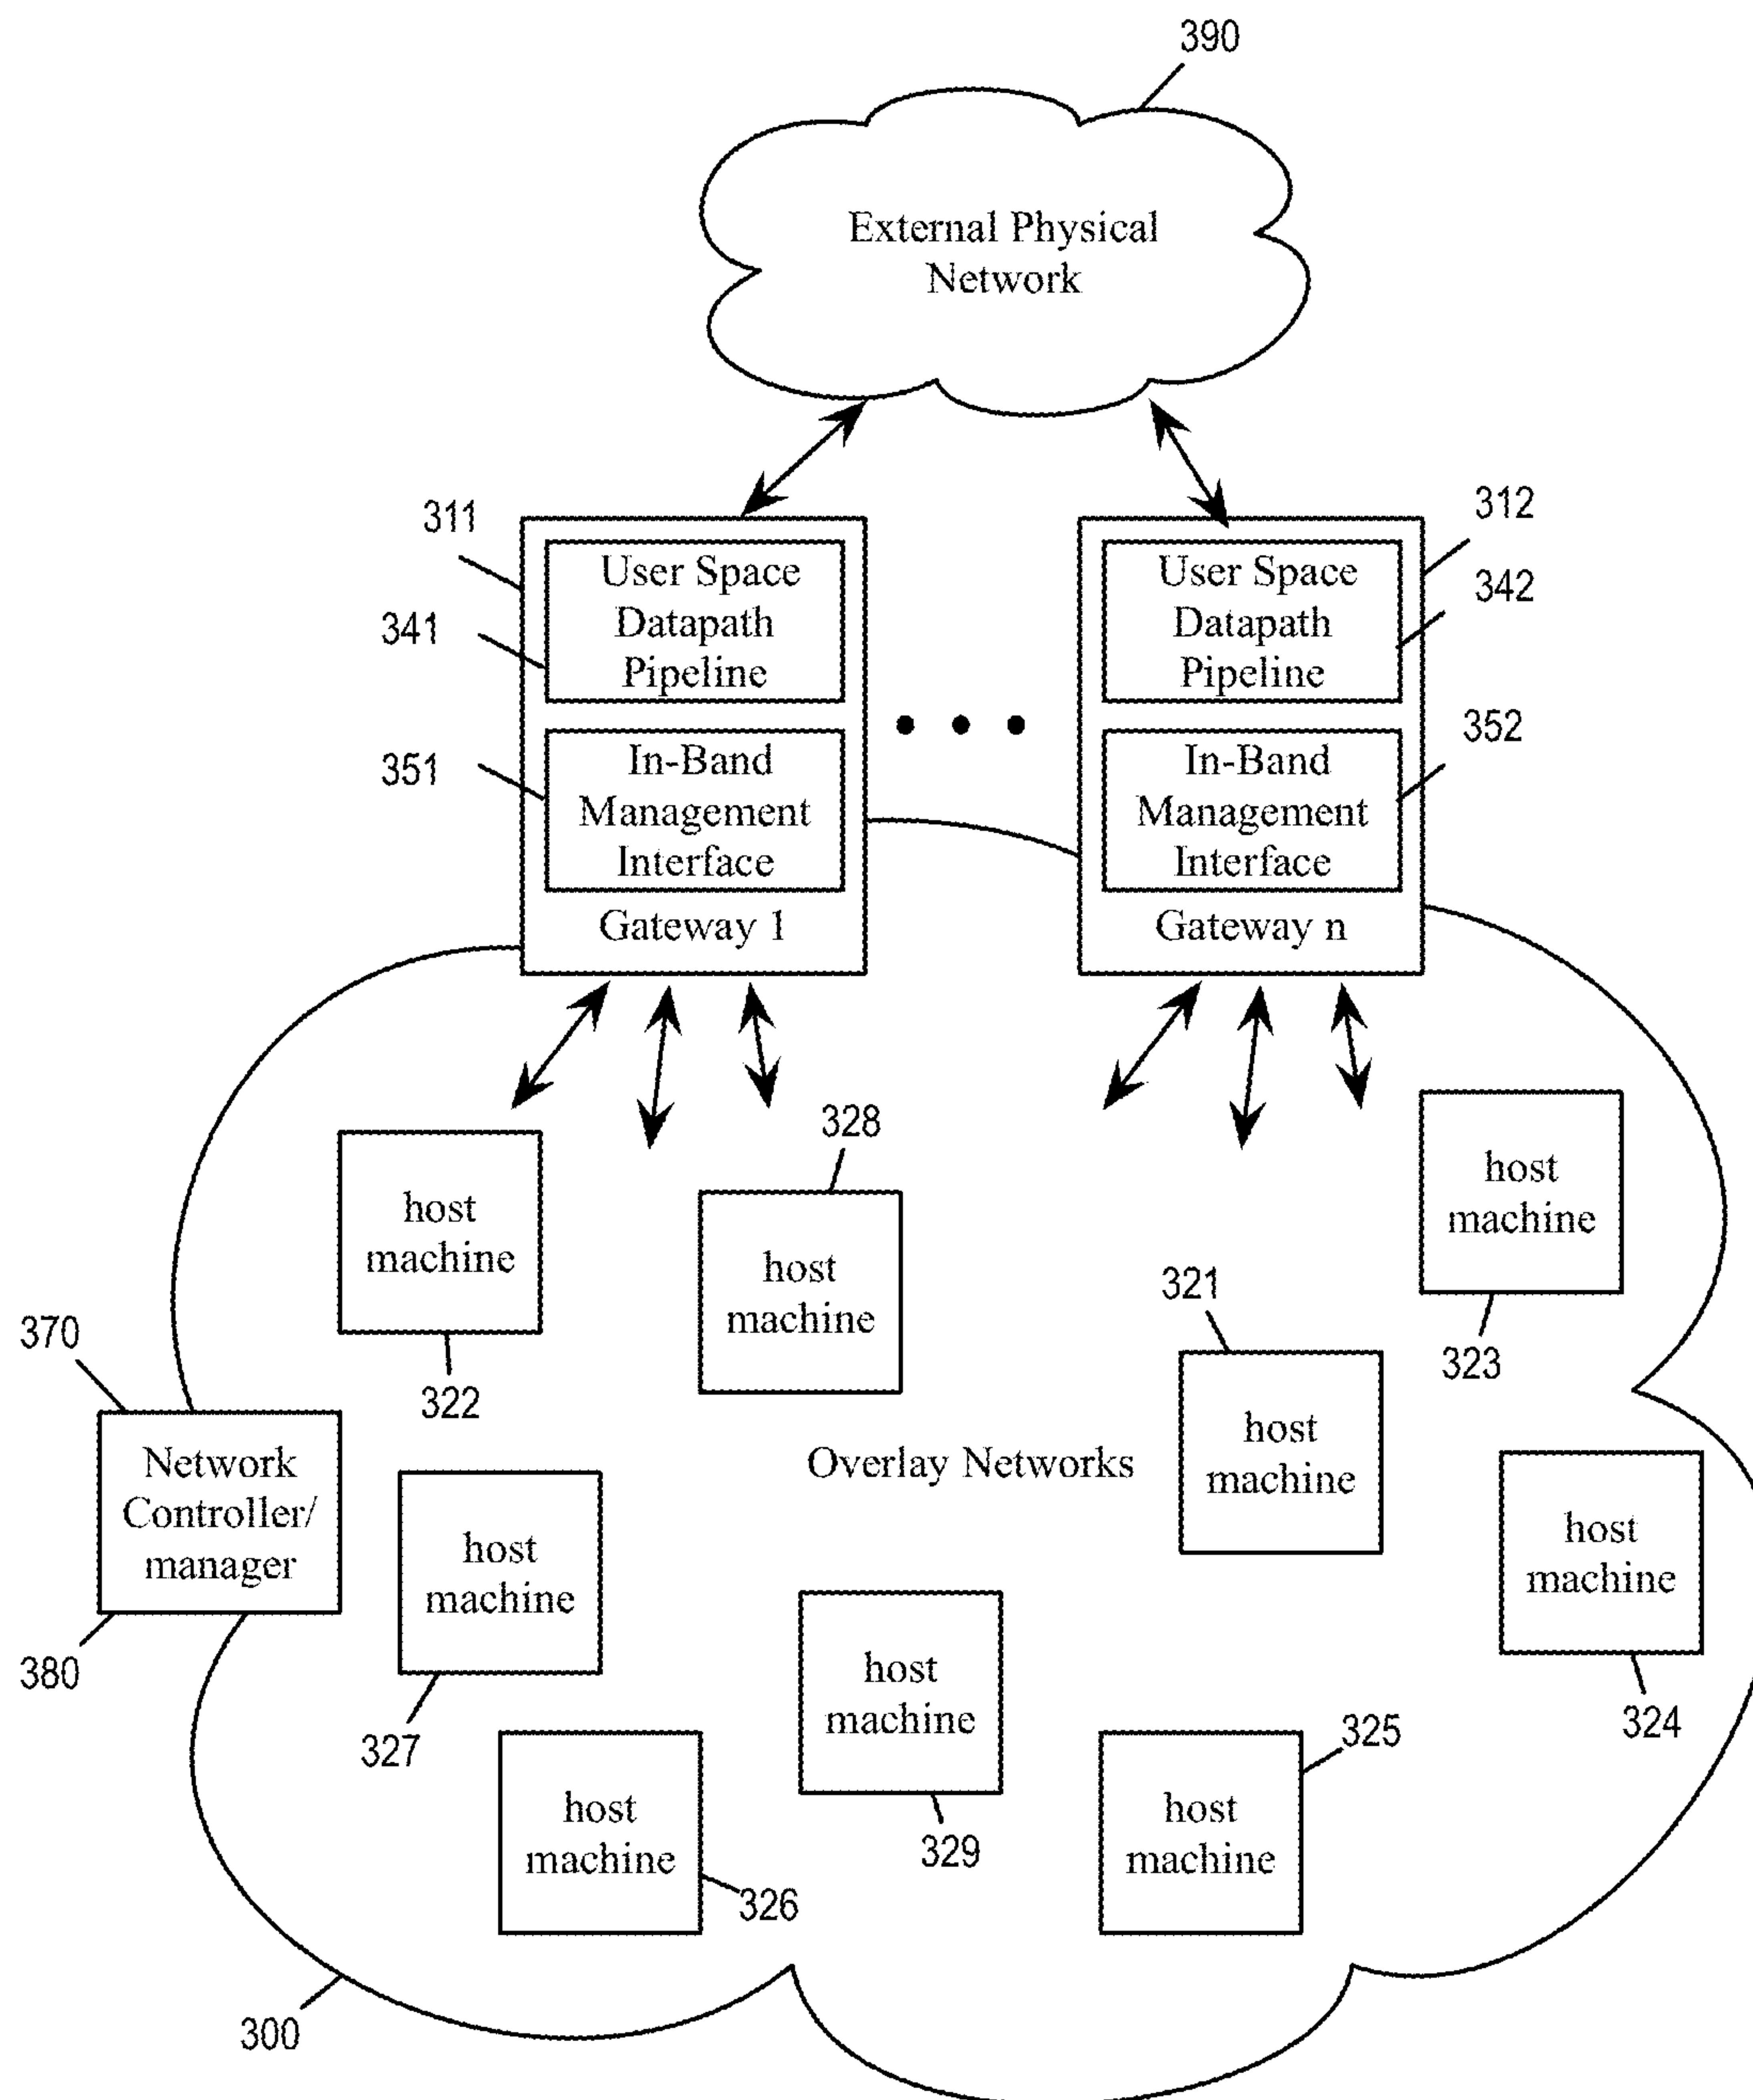 390
External Physical
Network
311
312
User Space
Datapath
Pipeline
341
User Space
Datapath
Pipeline
342
In-Band
Management
Interface
351
In-Band
Management
Interface
352
Gateway 1
Gateway n
host
machine
322
328
host
machine
host
machine
323
321
host
machine
370
Network
Controller/
manager
380
Overlay Networks
host
machine
327
host
machine
324
host
machine
329
host
machine
326
325
host
machine
300